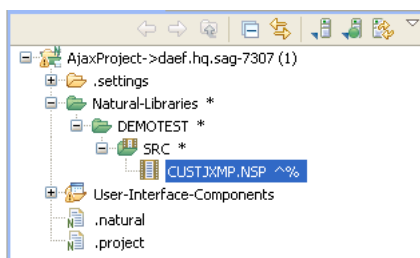 AjaxProject->daef.hq.sag-7307 (1)
.settings
Natural-Libraries *
DEMOTEST *
SRC *
CUSTJXMP.NSP ^%
User-Interface-Components
.natural
.project